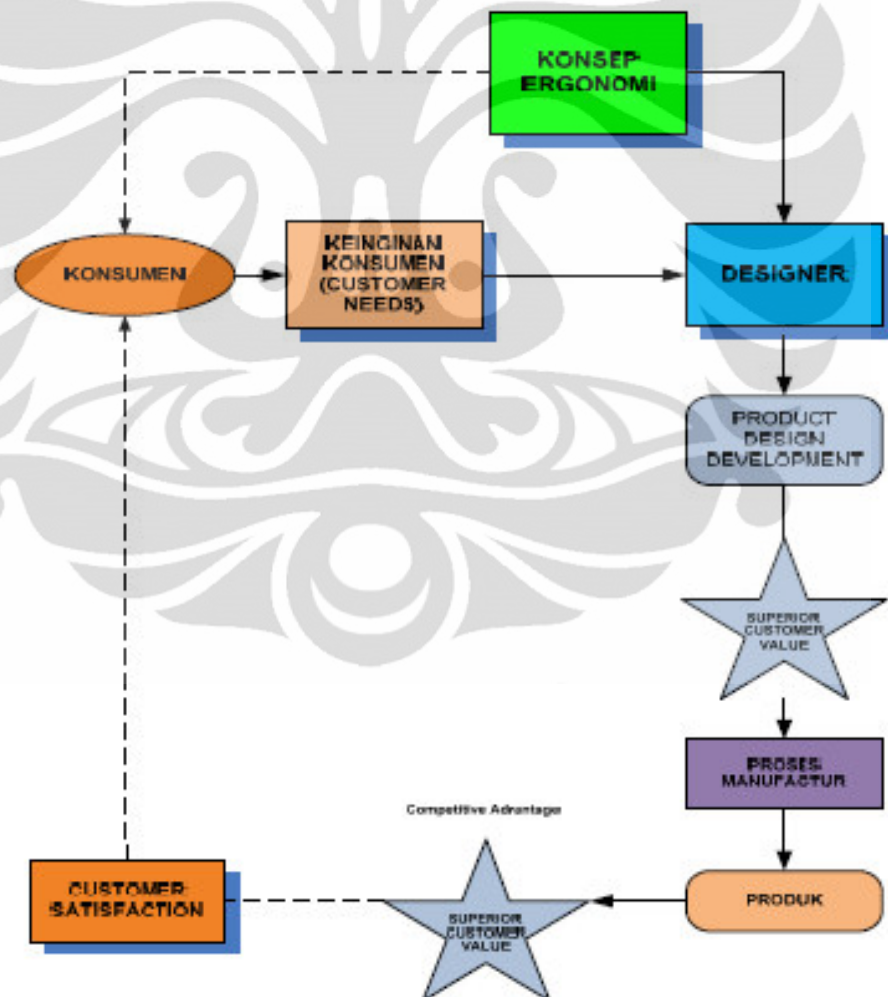 KONSEP
ERGONOMI
KONSUMEN
KEINGINAN
KONSUMEN
(CUSTOMER
NEEDS)
DESIGNER
PRODUCT
DESIGN
DEVELOPMENT
SUPERIOR
CUSTOMER
VALUE
PROSES
MANUFACTUR
Competitive Advantage
CUSTOMER
SATISFACTION
SUPERIOR
CUSTOMER
VALUE
PRODUK